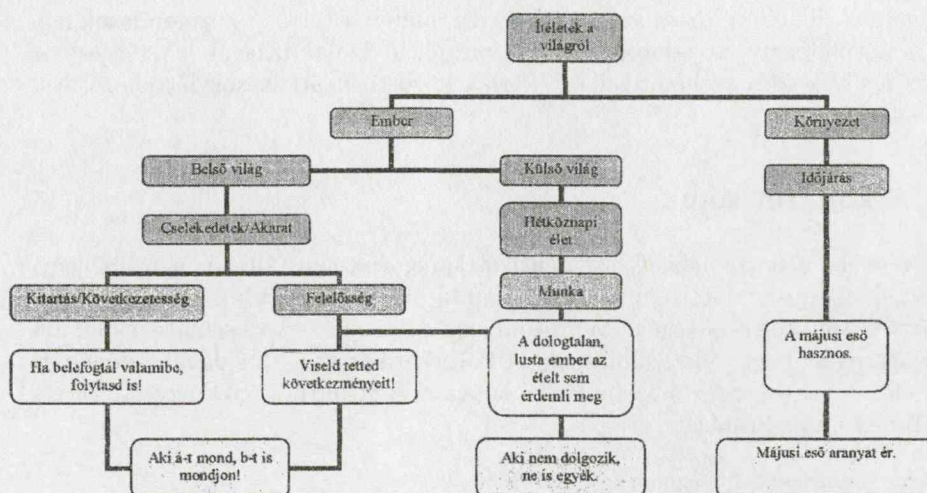 Ítéletek a
világról
Ember
Környezet
Belső világ
Külső világ
Időjárás
Cselekedetek/Akarat
Hétköznapi
élet
Kitartás/Következetesség
Felelősség
Munka
Ha belefogtál valamibe,
folytasd is!
Viseld tetted
következményeit!
A dologtalan,
lusta ember az
ételt sem
érdemli meg
A májusi eső
hasznos.
Aki á-t mond, b-t is
mondjon!
Aki nem dolgozik,
ne is egyék.
Májusi eső aranyat ér.